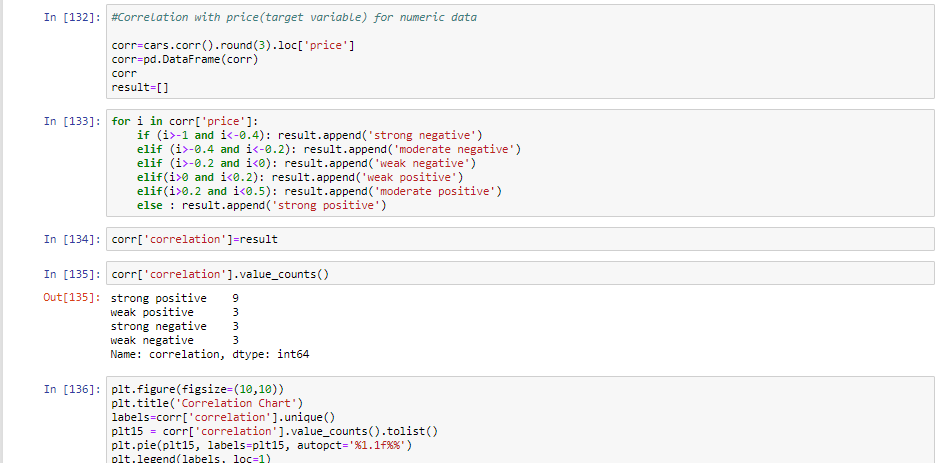 In [132]: #Correlation with price(target variable) for numeric data
corr=cars.corr().round(3).loc['price']
corr=pd.DataFrame(corr)
corr
result=[]
In [133]: for i in corr['price']:
    if (i>-1 and i<-0.4): result.append('strong negative')
    elif (i>-0.4 and i<-0.2): result.append('moderate negative')
    elif (i>-0.2 and i<0): result.append('weak negative')
    elif(i>0 and i<0.2): result.append('weak positive')
    elif(i>0.2 and i<0.5): result.append('moderate positive')
    else : result.append('strong positive')
In [134]: corr['correlation']=result
In [135]: corr['correlation'].value_counts()
Out[135]: strong positive    9
weak positive      3
strong negative    3
weak negative      3
Name: correlation, dtype: int64
In [136]: plt.figure(figsize=(10,10))
plt.title('Correlation Chart')
labels=corr['correlation'].unique()
plt15 = corr['correlation'].value_counts().tolist()
plt.pie(plt15, labels=plt15, autopct='%1.1f%%')
plt.legend(labels, loc=1)